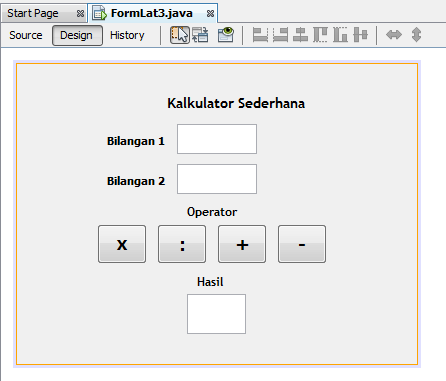 Start Page FormLat3.java
Source Design History
Kalkulator Sederhana
Bilangan 1
Bilangan 2
Operator
x : + -
Hasil